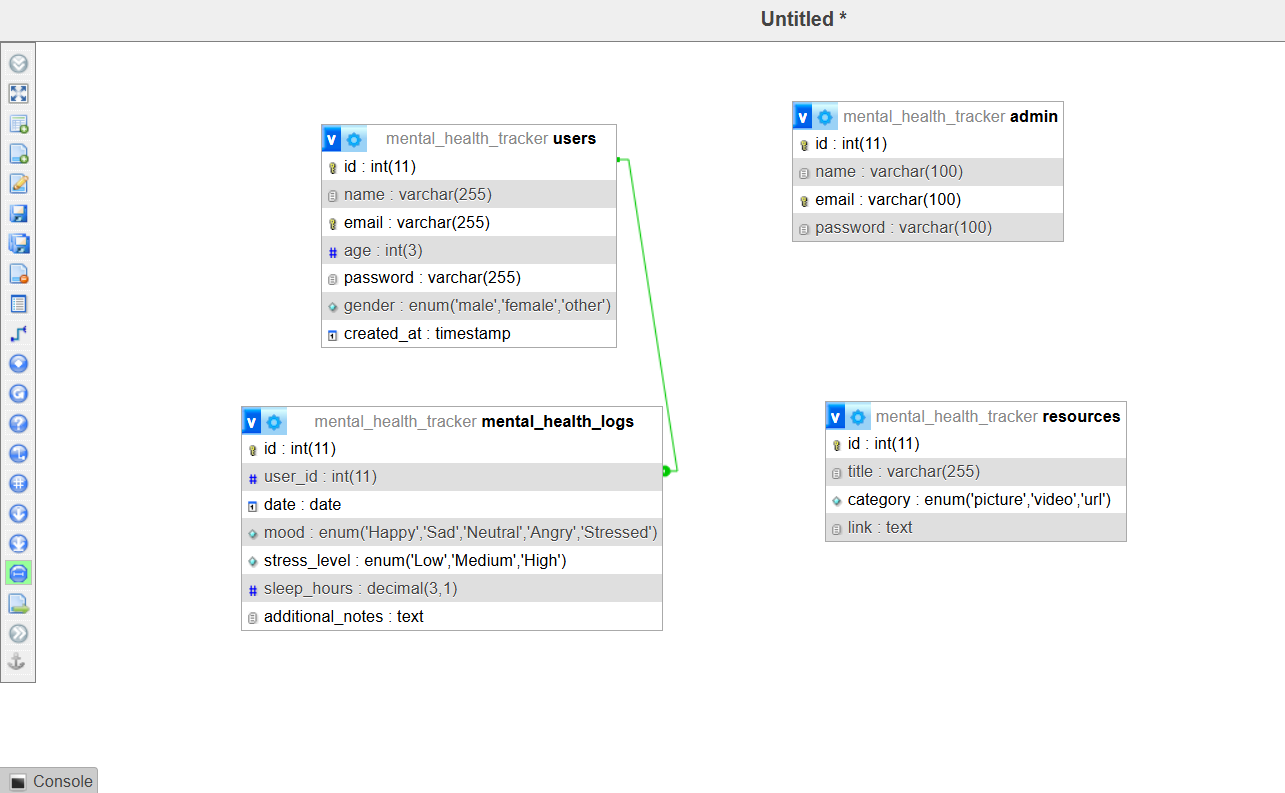 Untitled *
v mental_health_tracker users
id : int(11)
name : varchar(255)
email : varchar(255)
# age : int(3)
password : varchar(255)
gender : enum('male','female','other')
created_at : timestamp
v mental_health_tracker admin
id : int(11)
name : varchar(100)
email : varchar(100)
password : varchar(100)
v mental_health_tracker mental_health_logs
id : int(11)
# user_id : int(11)
date : date
mood : enum('Happy','Sad','Neutral','Angry','Stressed')
stress_level : enum('Low','Medium','High')
# sleep_hours : decimal(3,1)
additional_notes : text
v mental_health_tracker resources
id : int(11)
title : varchar(255)
category : enum('picture','video','url')
link : text
Console